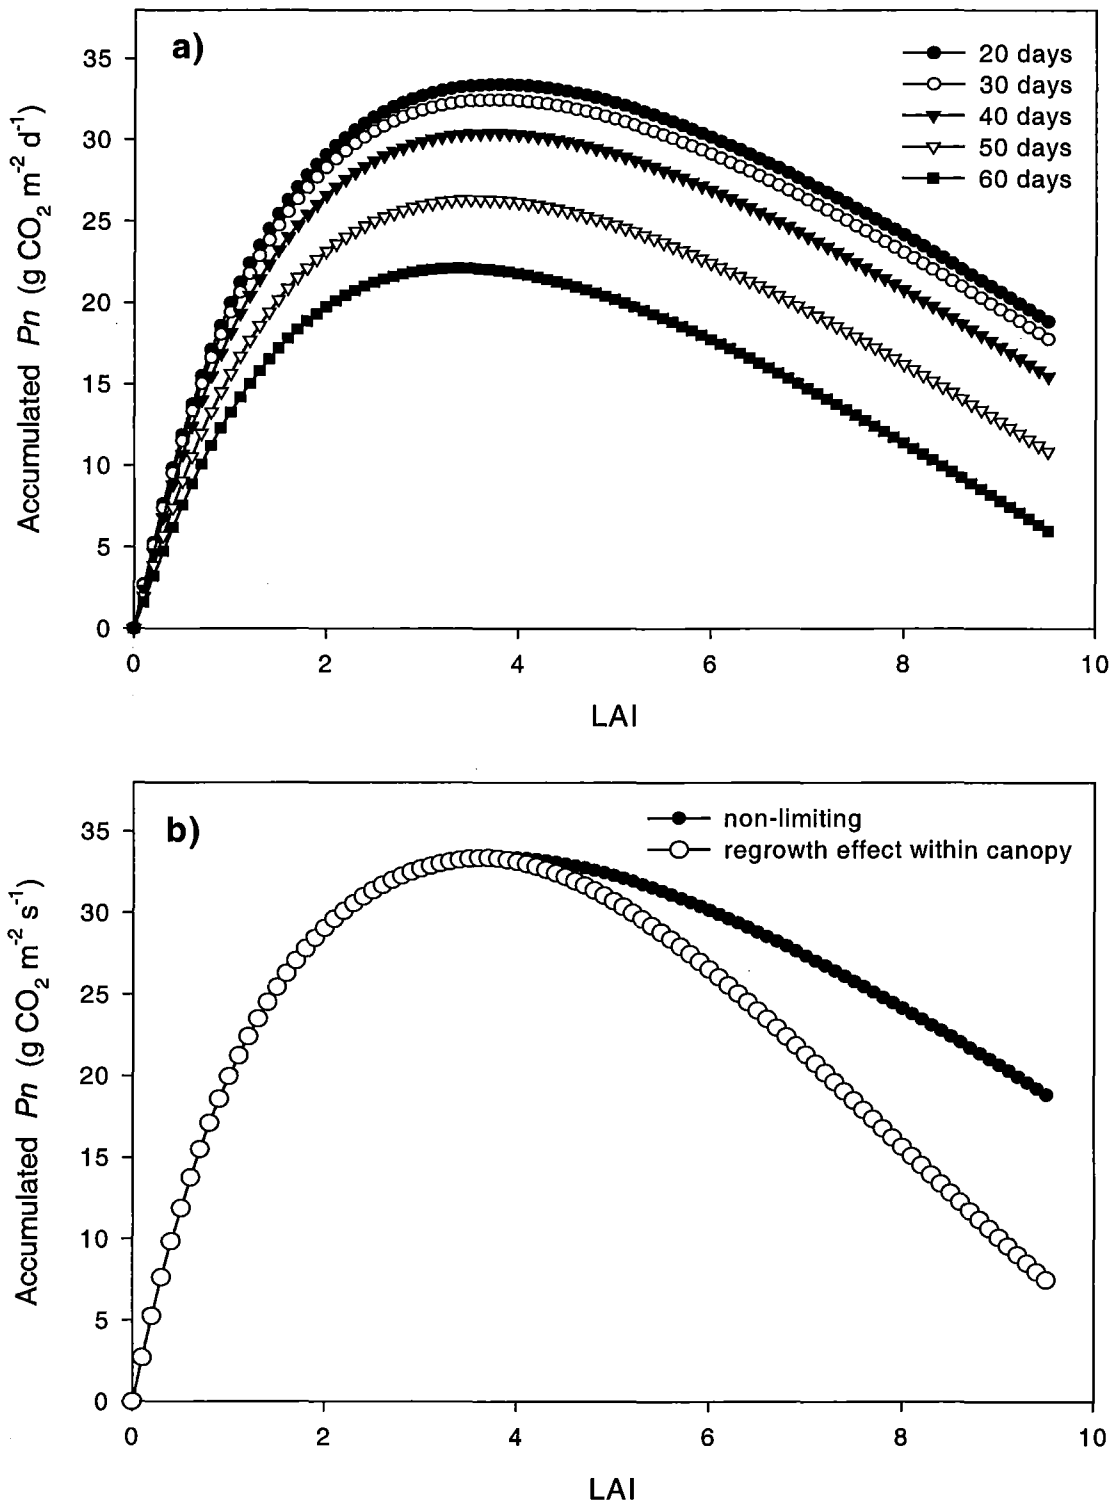 a)
20 days
30 days
40 days
50 days
60 days
35
30
25
20
15
10
5
0
Accumulated Pn (g CO2 m-2 d-1)
0 2 4 6 8 10
LAI
b)
non-limiting
regrowth effect within canopy
35
30
25
20
15
10
5
0
Accumulated Pn (g CO2 m-2 s-1)
0 2 4 6 8 10
LAI